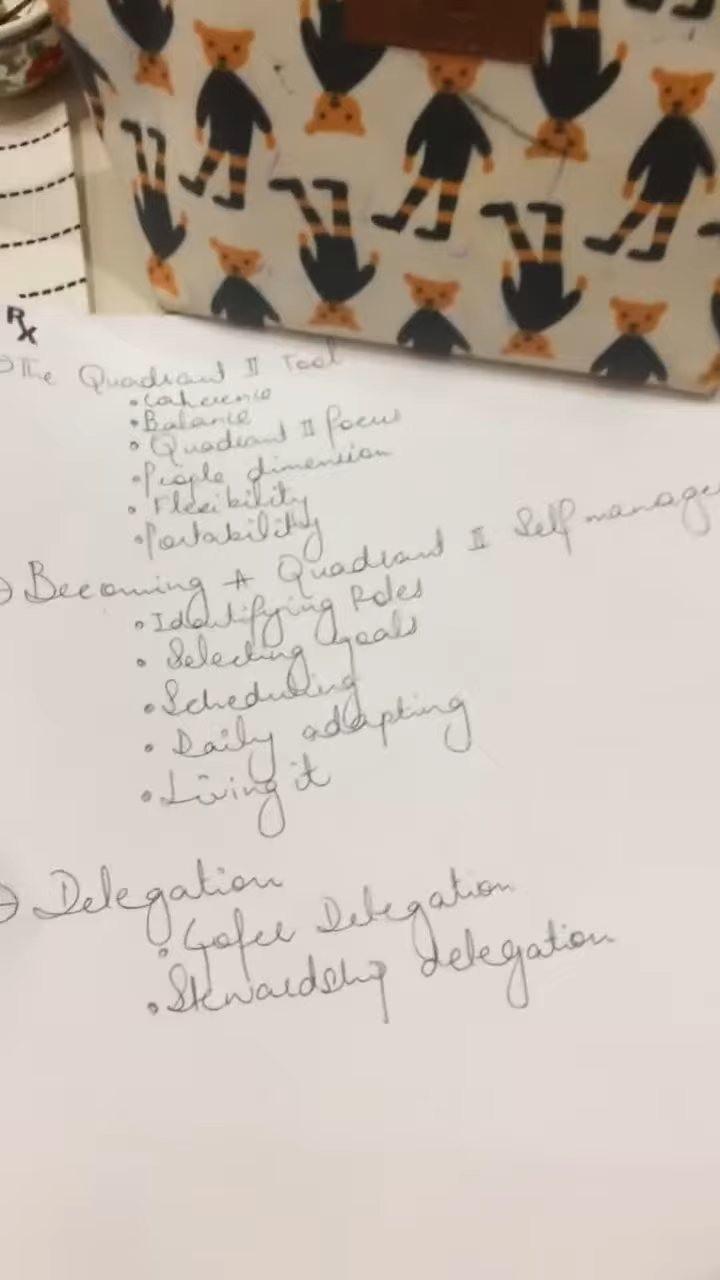 Rx
The Quadrant II Tool
• Coherence
• Balance
• Quadrant II focus
• People dimension
• Flexibility
• Portability
Becoming A Quadrant II Self manage
• Identifying Roles
• Selecting goals
• Scheduling
• Daily adapting
• Living it
Delegation
• Gofer Delegation
• Stewardship delegation